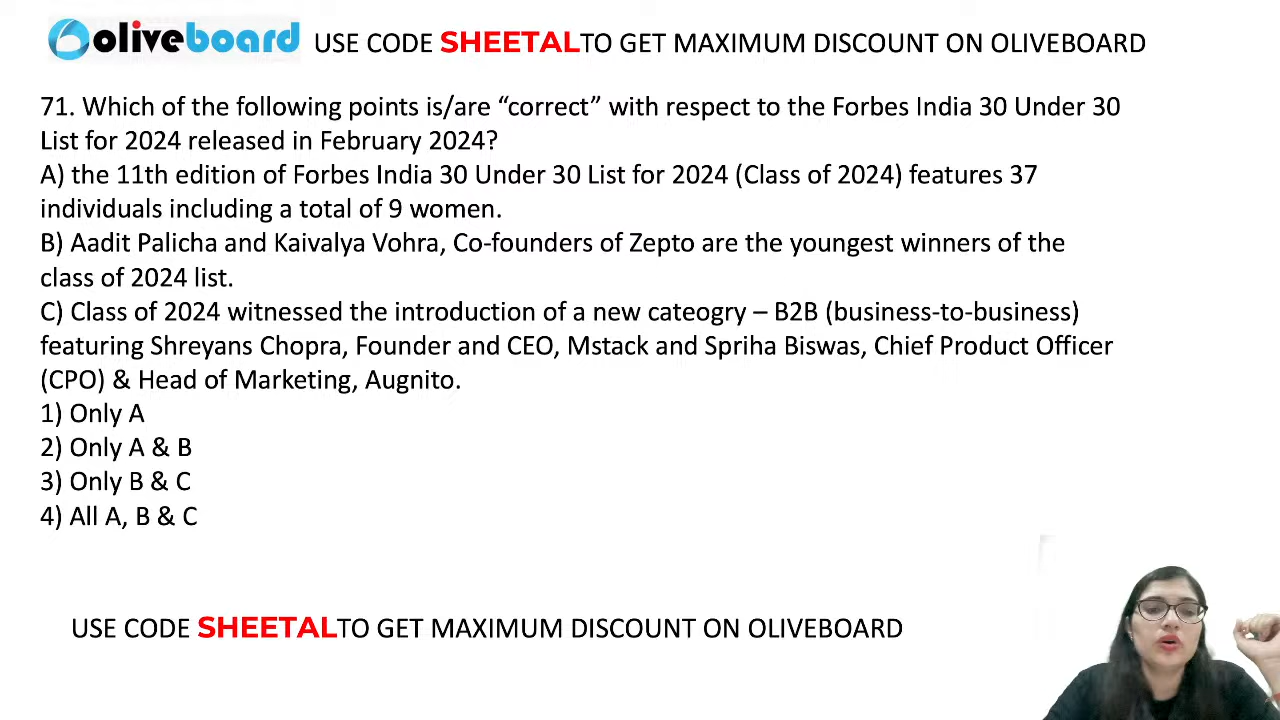 oliveboard USE CODE SHEETAL TO GET MAXIMUM DISCOUNT ON OLIVEBOARD
71. Which of the following points is/are “correct” with respect to the Forbes India 30 Under 30
List for 2024 released in February 2024?
A) the 11th edition of Forbes India 30 Under 30 List for 2024 (Class of 2024) features 37
individuals including a total of 9 women.
B) Aadit Palicha and Kaivalya Vohra, Co-founders of Zepto are the youngest winners of the
class of 2024 list.
C) Class of 2024 witnessed the introduction of a new cateogry – B2B (business-to-business)
featuring Shreyans Chopra, Founder and CEO, Mstack and Spriha Biswas, Chief Product Officer
(CPO) & Head of Marketing, Augnito.
1) Only A
2) Only A & B
3) Only B & C
4) All A, B & C
USE CODE SHEETAL TO GET MAXIMUM DISCOUNT ON OLIVEBOARD